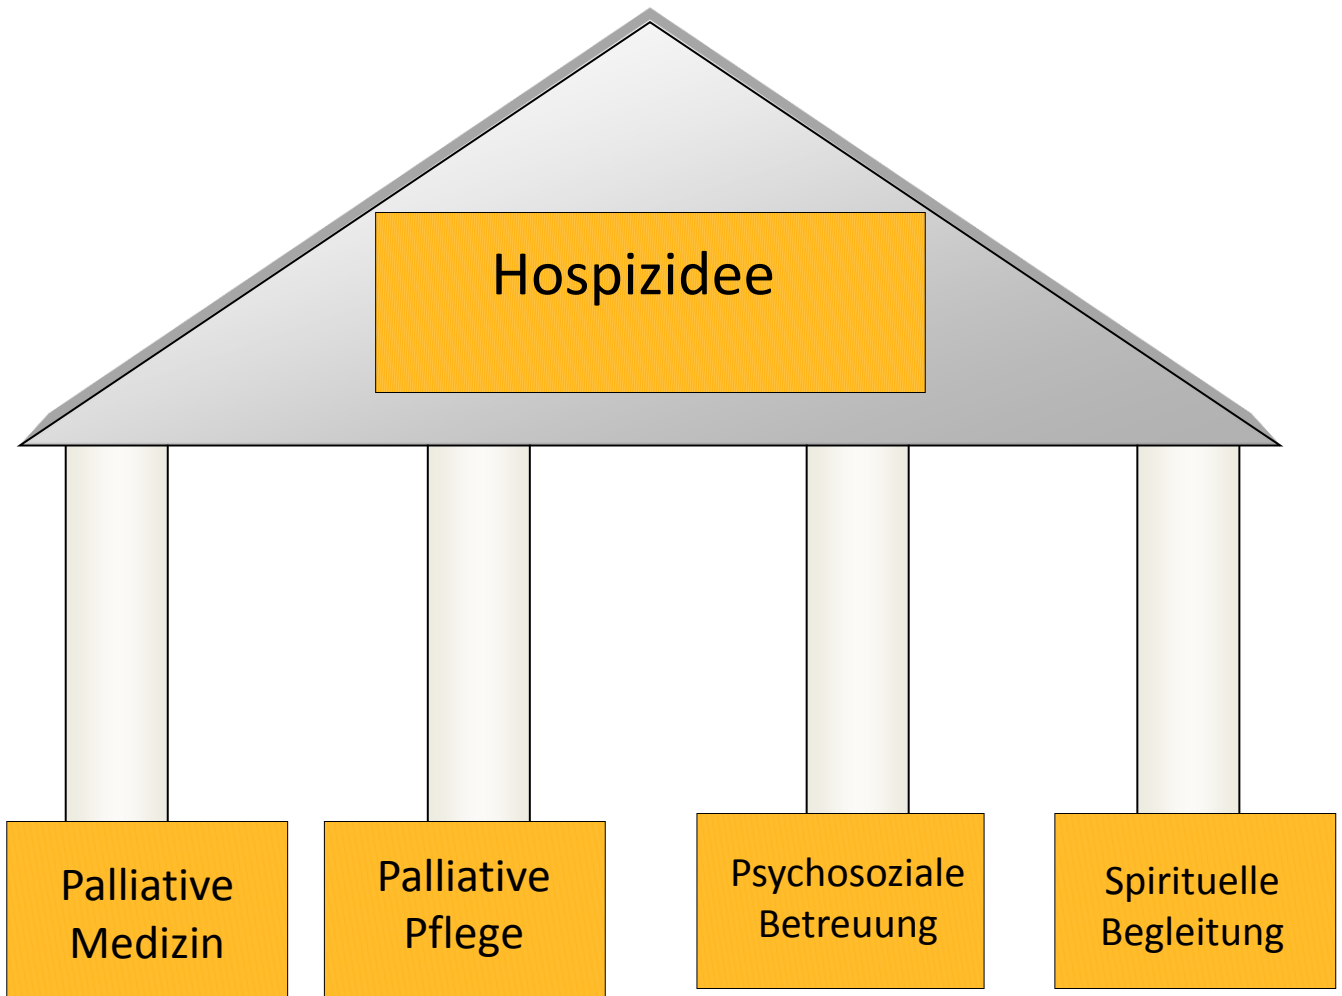 Hospizidee
Palliative
Medizin
Palliative
Pflege
Psychosoziale
Betreuung
Spirituelle
Begleitung